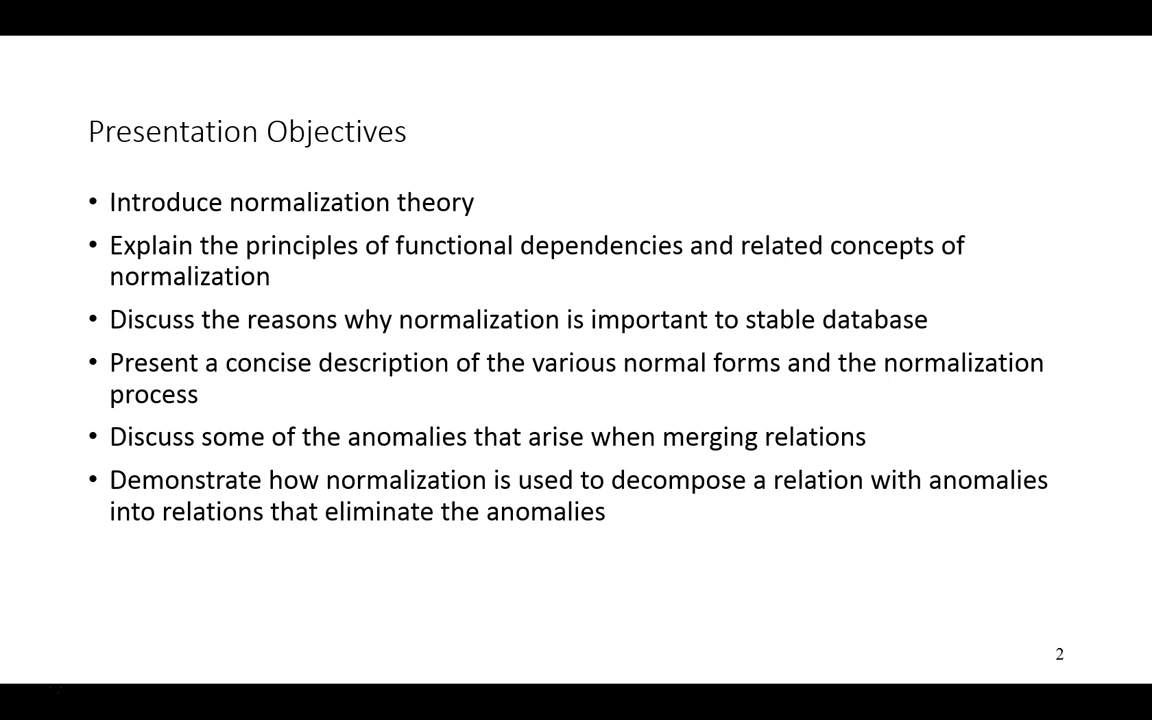 Presentation Objectives
• Introduce normalization theory
• Explain the principles of functional dependencies and related concepts of
normalization
• Discuss the reasons why normalization is important to stable database
• Present a concise description of the various normal forms and the normalization
process
• Discuss some of the anomalies that arise when merging relations
• Demonstrate how normalization is used to decompose a relation with anomalies
into relations that eliminate the anomalies
2